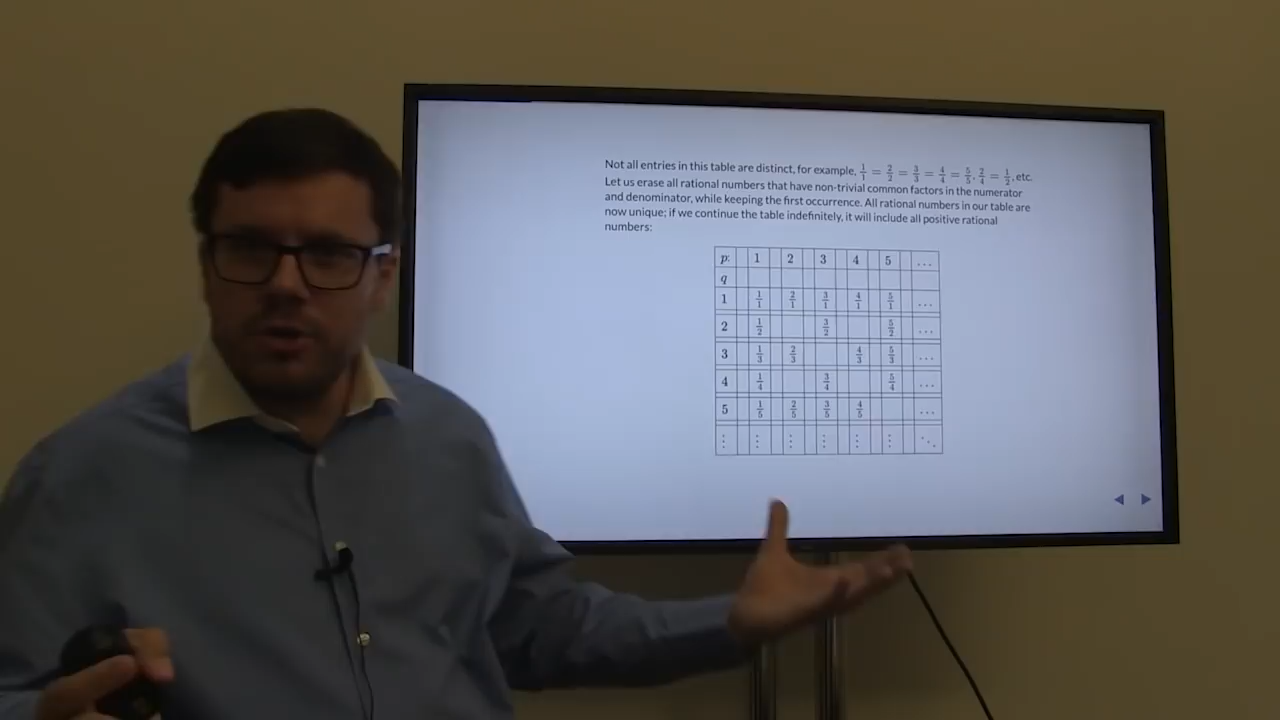 Not all entries in this table are distinct, for example, 1/1 = 2/2 = 3/3 = 4/4 = 5/5, 2/4 = 1/2, etc.
Let us erase all rational numbers that have non-trivial common factors in the numerator
and denominator, while keeping the first occurrence. All rational numbers in our table are
now unique; if we continue the table indefinitely, it will include all positive rational
numbers:
p: 1 2 3 4 5 ...
q
1 1/1 2/1 3/1 4/1 5/1 ...
2 1/2 3/2 5/2 ...
3 1/3 2/3 4/3 5/3 ...
4 1/4 3/4 5/4 ...
5 1/5 2/5 3/5 4/5 ...
⋮ ⋮ ⋮ ⋮ ⋮ ⋮ ⋱